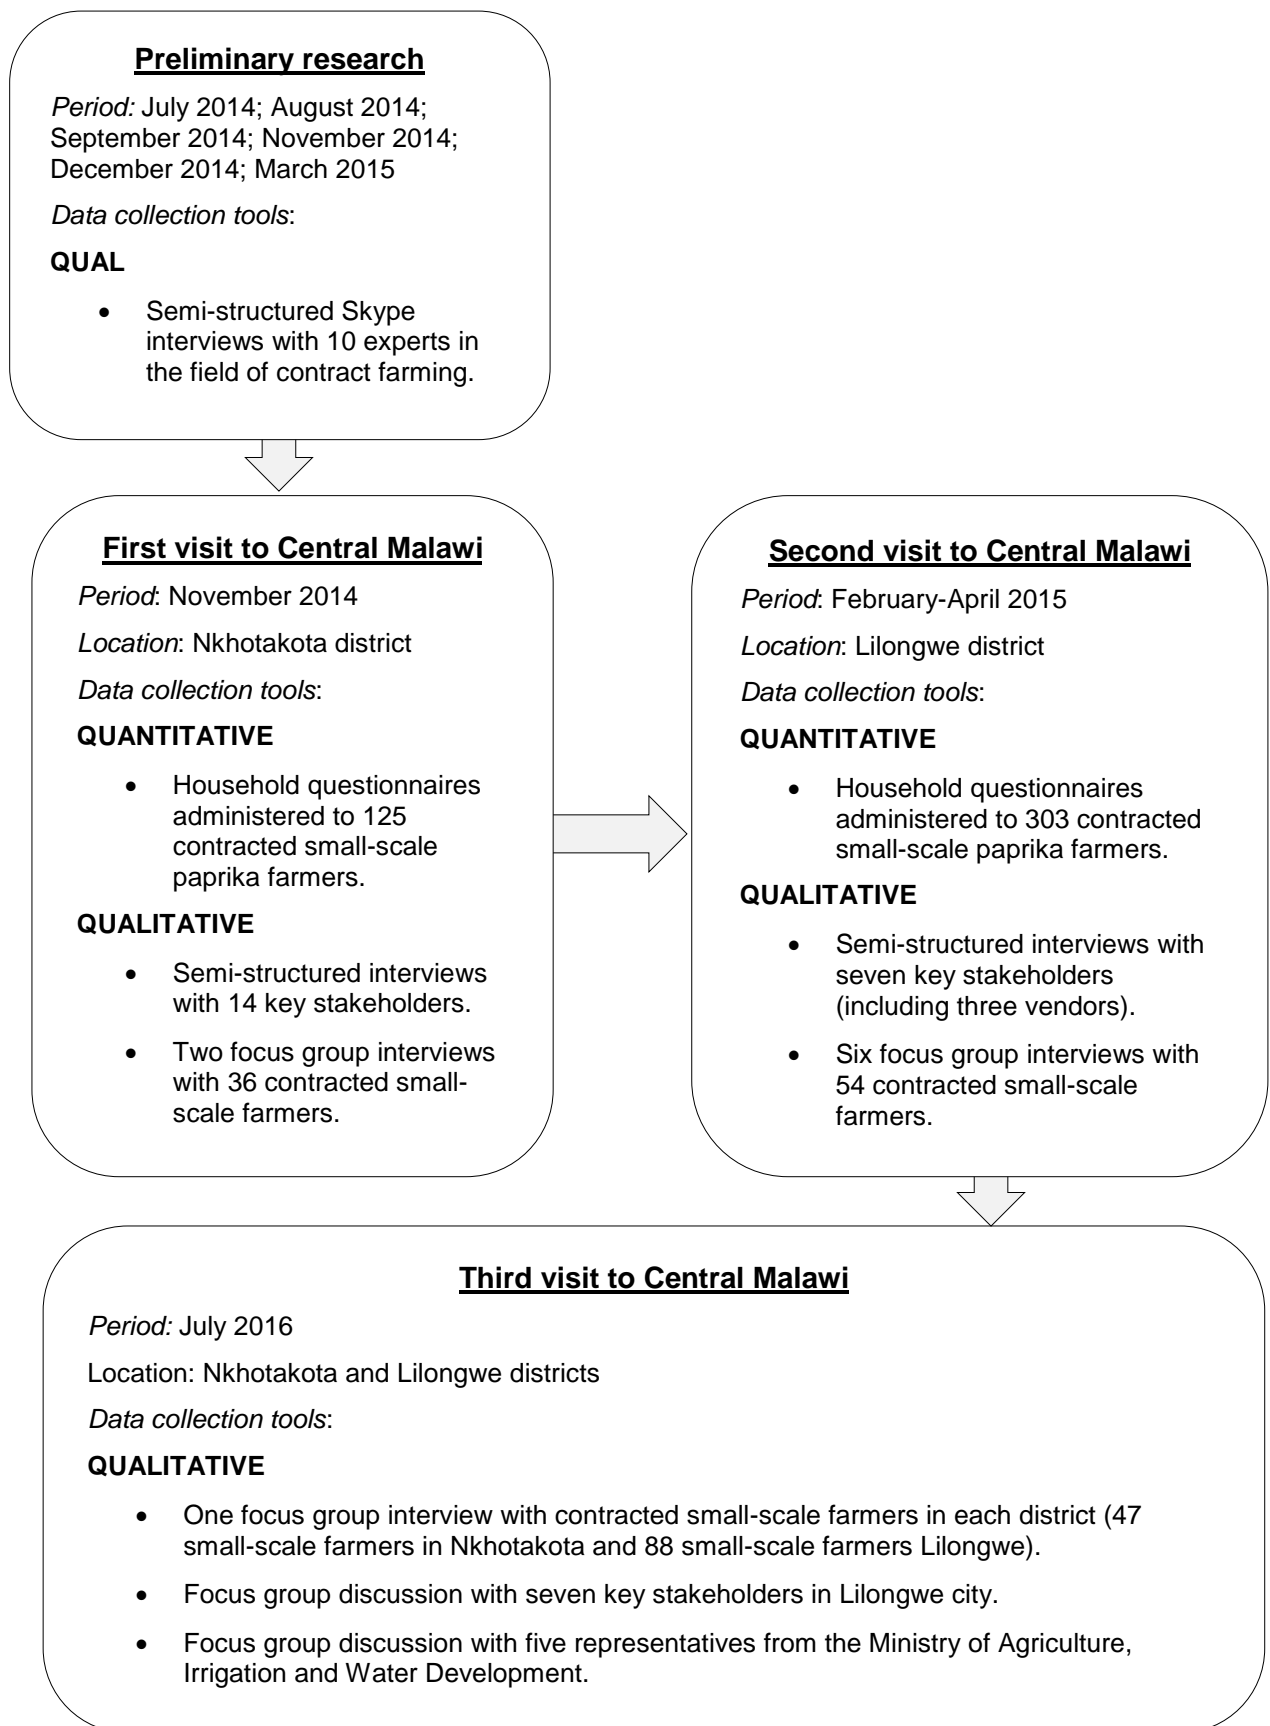 Preliminary research
Period: July 2014; August 2014;
September 2014; November 2014;
December 2014; March 2015
Data collection tools:
QUAL
• Semi-structured Skype
interviews with 10 experts in
the field of contract farming.
First visit to Central Malawi
Period: November 2014
Location: Nkhotakota district
Data collection tools:
QUANTITATIVE
• Household questionnaires
administered to 125
contracted small-scale
paprika farmers.
QUALITATIVE
• Semi-structured interviews
with 14 key stakeholders.
• Two focus group interviews
with 36 contracted small-
scale farmers.
Second visit to Central Malawi
Period: February-April 2015
Location: Lilongwe district
Data collection tools:
QUANTITATIVE
• Household questionnaires
administered to 303 contracted
small-scale paprika farmers.
QUALITATIVE
• Semi-structured interviews with
seven key stakeholders
(including three vendors).
• Six focus group interviews with
54 contracted small-scale
farmers.
Third visit to Central Malawi
Period: July 2016
Location: Nkhotakota and Lilongwe districts
Data collection tools:
QUALITATIVE
• One focus group interview with contracted small-scale farmers in each district (47
small-scale farmers in Nkhotakota and 88 small-scale farmers Lilongwe).
• Focus group discussion with seven key stakeholders in Lilongwe city.
• Focus group discussion with five representatives from the Ministry of Agriculture,
Irrigation and Water Development.